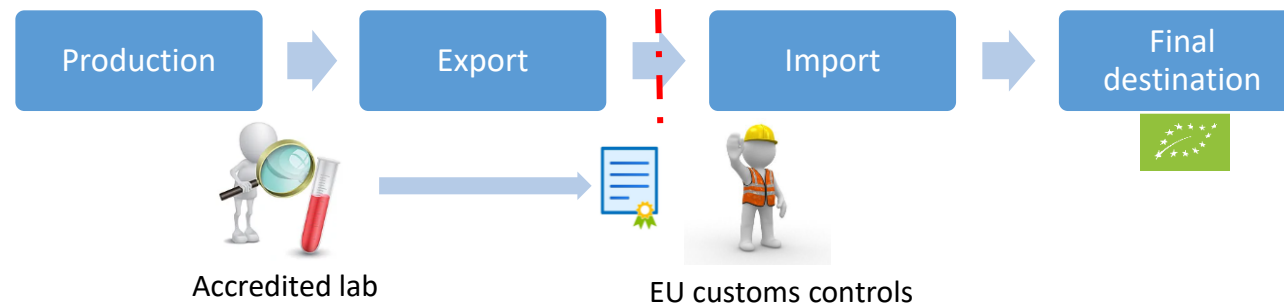 Production
Export
Import
Final
destination
Accredited lab
EU customs controls